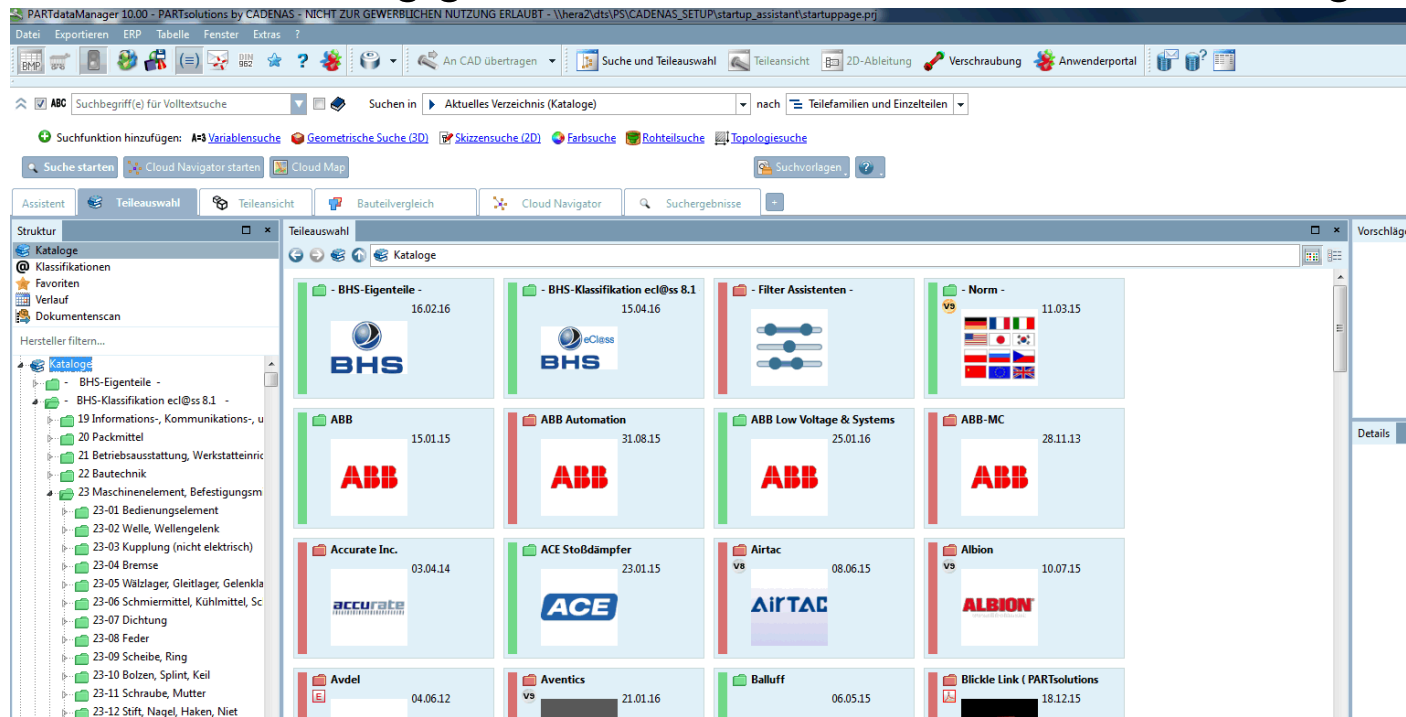 PARTdataManager 10.00 - PARTsolutions by CADENAS - NICHT ZUR GEWERBLICHEN NUTZUNG ERLAUBT - \\hera2\dts\PS\CADENAS_SETUP\startup_assistant\startuppage.prj
Datei Exportieren ERP Tabelle Fenster Extras ?
BMP DIN 962 An CAD übertragen Suche und Teileauswahl Teileansicht 2D-Ableitung Verschraubung Anwenderportal
ABC Suchbegriff(e) für Volltextsuche Suchen in Aktuelles Verzeichnis (Kataloge) nach Teilefamilien und Einzelteilen
Suchfunktion hinzufügen: A=3 Variablensuche Geometrische Suche (3D) Skizzensuche (2D) Farbsuche Rohteilsuche Topologiesuche
Suche starten Cloud Navigator starten Cloud Map Suchvorlagen ?
Assistent Teileauswahl Teileansicht Bauteilvergleich Cloud Navigator Suchergebnisse +
Struktur
Kataloge
Klassifikationen
Favoriten
Verlauf
Dokumentenscan
Hersteller filtern...
Kataloge
- BHS-Eigenteile -
- BHS-Klassifikation ecl@ss 8.1 -
19 Informations-, Kommunikations-, u
20 Packmittel
21 Betriebsausstattung, Werkstatteinric
22 Bautechnik
23 Maschinenelement, Befestigungsm
23-01 Bedienungselement
23-02 Welle, Wellengelenk
23-03 Kupplung (nicht elektrisch)
23-04 Bremse
23-05 Wälzlager, Gleitlager, Gelenkla
23-06 Schmiermittel, Kühlmittel, Sc
23-07 Dichtung
23-08 Feder
23-09 Scheibe, Ring
23-10 Bolzen, Splint, Keil
23-11 Schraube, Mutter
23-12 Stift, Nagel, Haken, Niet
Teileauswahl
Kataloge
- BHS-Eigenteile - - BHS-Klassifikation ecl@ss 8.1 - Filter Assistenten - - Norm -
16.02.16 15.04.16 V9 11.03.15
BHS eClass BHS
ABB ABB Automation ABB Low Voltage & Systems ABB-MC
15.01.15 31.08.15 25.01.16 28.11.13
ABB ABB ABB ABB
Accurate Inc. ACE Stoßdämpfer Airtac Albion
03.04.14 23.01.15 V8 08.06.15 V9 10.07.15
accurate ACE AirTAC ALBION
Avdel Aventics Balluff Blickle Link ( PARTsolutions
E 04.06.12 V9 21.01.16 06.05.15 18.12.15
Vorschläge
Details